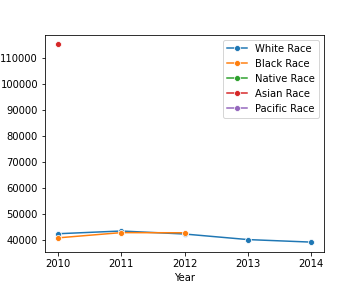 White Race
Black Race
Native Race
Asian Race
Pacific Race
110000
100000
90000
80000
70000
60000
50000
40000
2010 2011 2012 2013 2014
Year